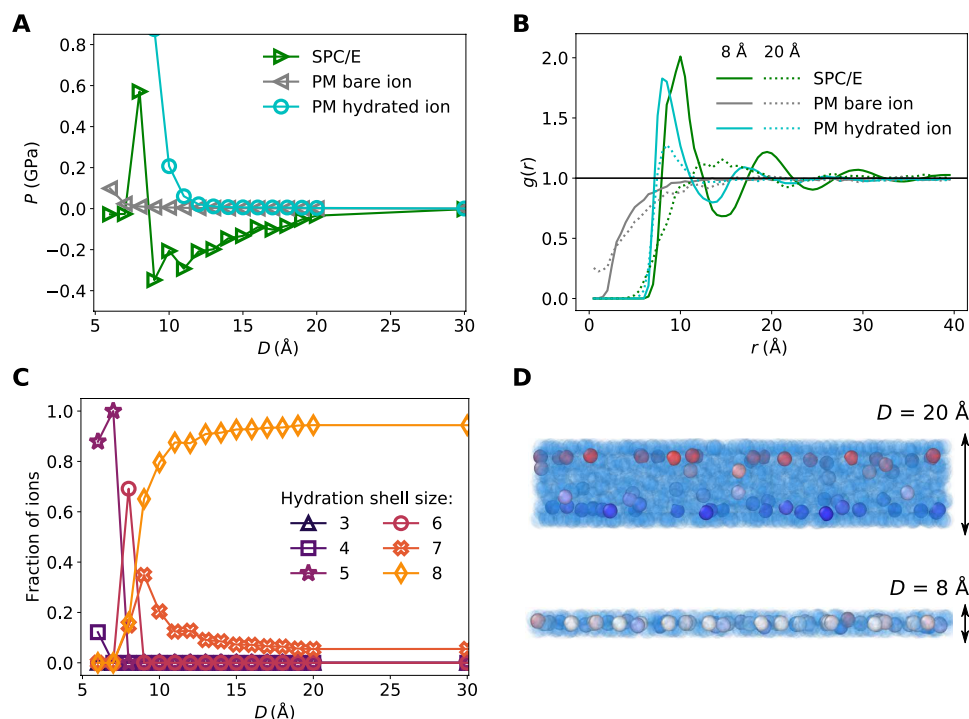 A
0.8
0.6
0.4
0.2
0.0
−0.2
−0.4
P (GPa)
SPC/E
PM bare ion
PM hydrated ion
5
10
15
20
25
30
D (Å)
B
2.0
1.5
1.0
0.5
0.0
g(r)
8 Å 20 Å
SPC/E
PM bare ion
PM hydrated ion
0
10
20
30
40
r (Å)
C
1.0
0.8
0.6
0.4
0.2
0.0
Fraction of ions
Hydration shell size:
3 6
4 7
5 8
5
10
15
20
25
30
D (Å)
D
D = 20 Å
D = 8 Å